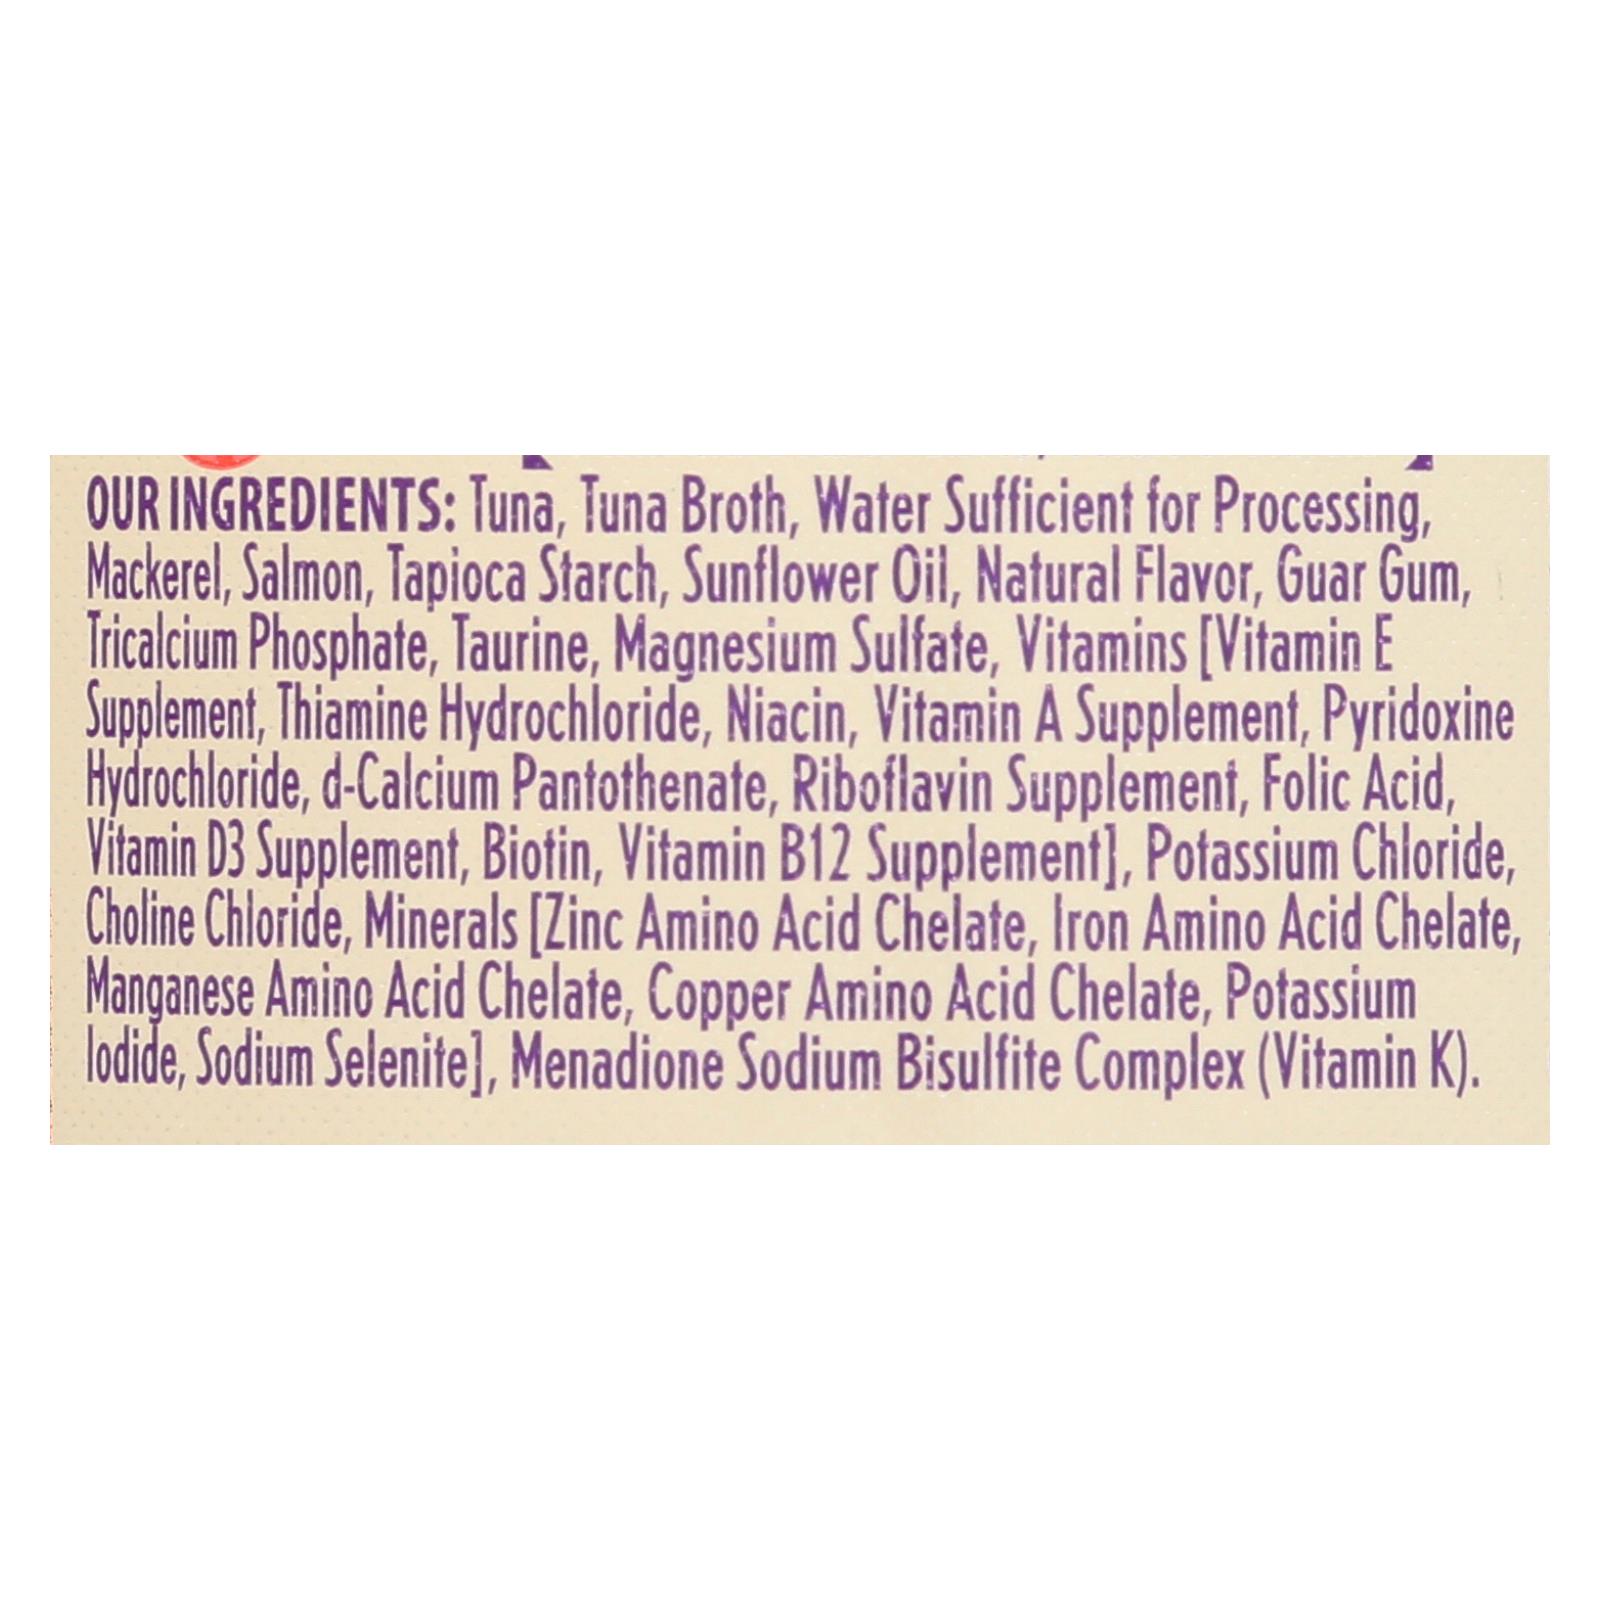 OUR INGREDIENTS: Tuna, Tuna Broth, Water Sufficient for Processing,
Mackerel, Salmon, Tapioca Starch, Sunflower Oil, Natural Flavor, Guar Gum,
Tricalcium Phosphate, Taurine, Magnesium Sulfate, Vitamins [Vitamin E
Supplement, Thiamine Hydrochloride, Niacin, Vitamin A Supplement, Pyridoxine
Hydrochloride, d-Calcium Pantothenate, Riboflavin Supplement, Folic Acid,
Vitamin D3 Supplement, Biotin, Vitamin B12 Supplement], Potassium Chloride,
Choline Chloride, Minerals [Zinc Amino Acid Chelate, Iron Amino Acid Chelate,
Manganese Amino Acid Chelate, Copper Amino Acid Chelate, Potassium
Iodide, Sodium Selenite], Menadione Sodium Bisulfite Complex (Vitamin K).